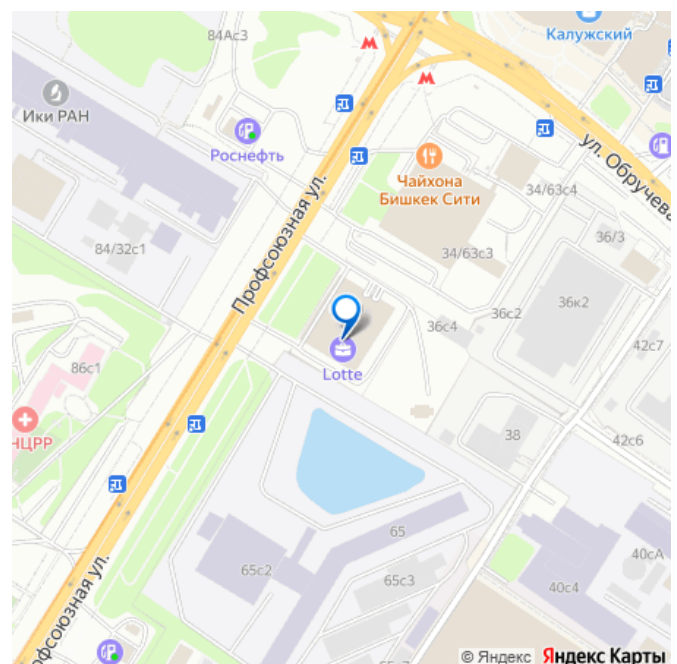 84Ас3
Калужский
Ики РАН
Роснефть
ул. Обручева
Чайхона
Бишкек Сити
34/63с4
Профсоюзная ул.
84/32с1
34/63с3
36/3
36к2
36с2
36с4
42с7
86с1
Lotte
НЦРР
38
42с6
65
65с2
65с3
40сА
40с4
Профсоюзная ул.
© Яндекс Яндекс Карты